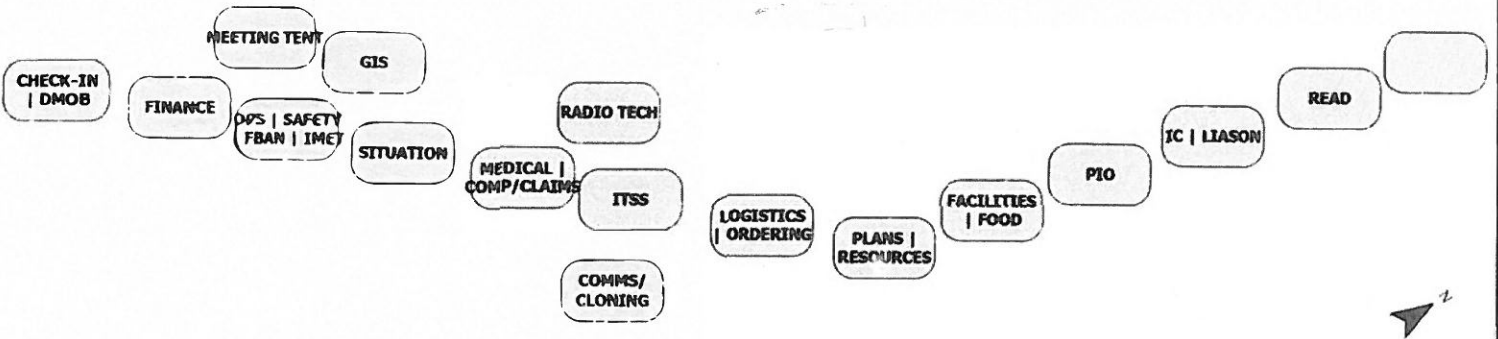 MEETING TENT
GIS
CHECK-IN
| DMOB
FINANCE
OPS | SAFETY
FBAN | IMET
SITUATION
MEDICAL |
COMP/CLAIMS
RADIO TECH
ITSS
COMMS/
CLONING
LOGISTICS
| ORDERING
PLANS |
RESOURCES
FACILITIES
| FOOD
PIO
IC | LIASON
READ
N